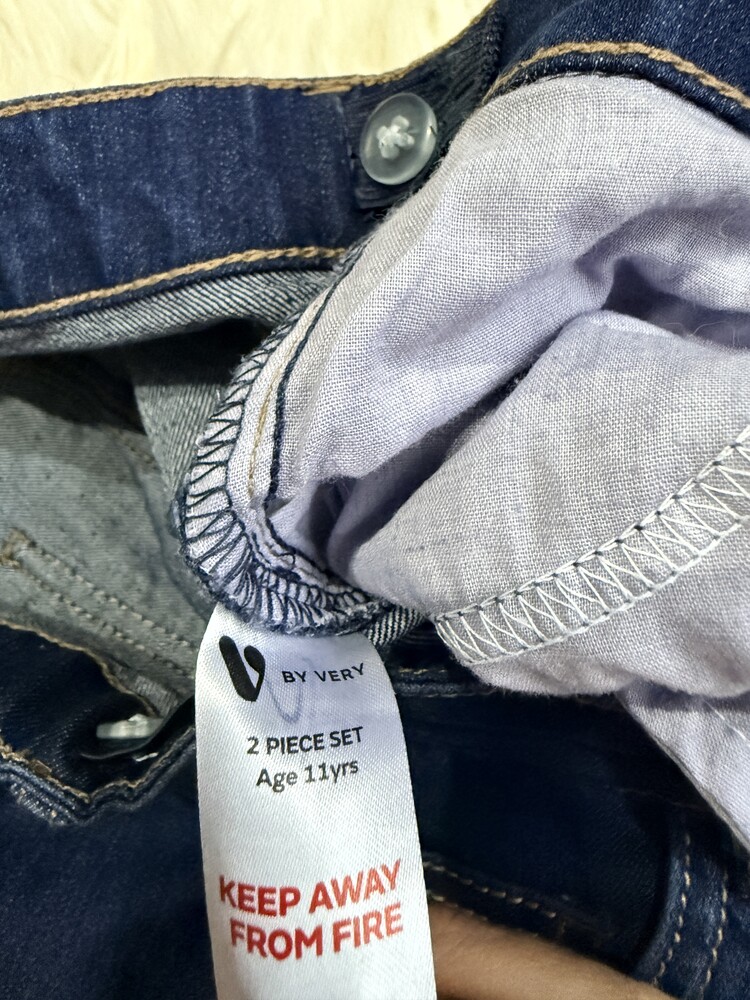 V BY VERY
2 PIECE SET
Age 11yrs
KEEP AWAY
FROM FIRE